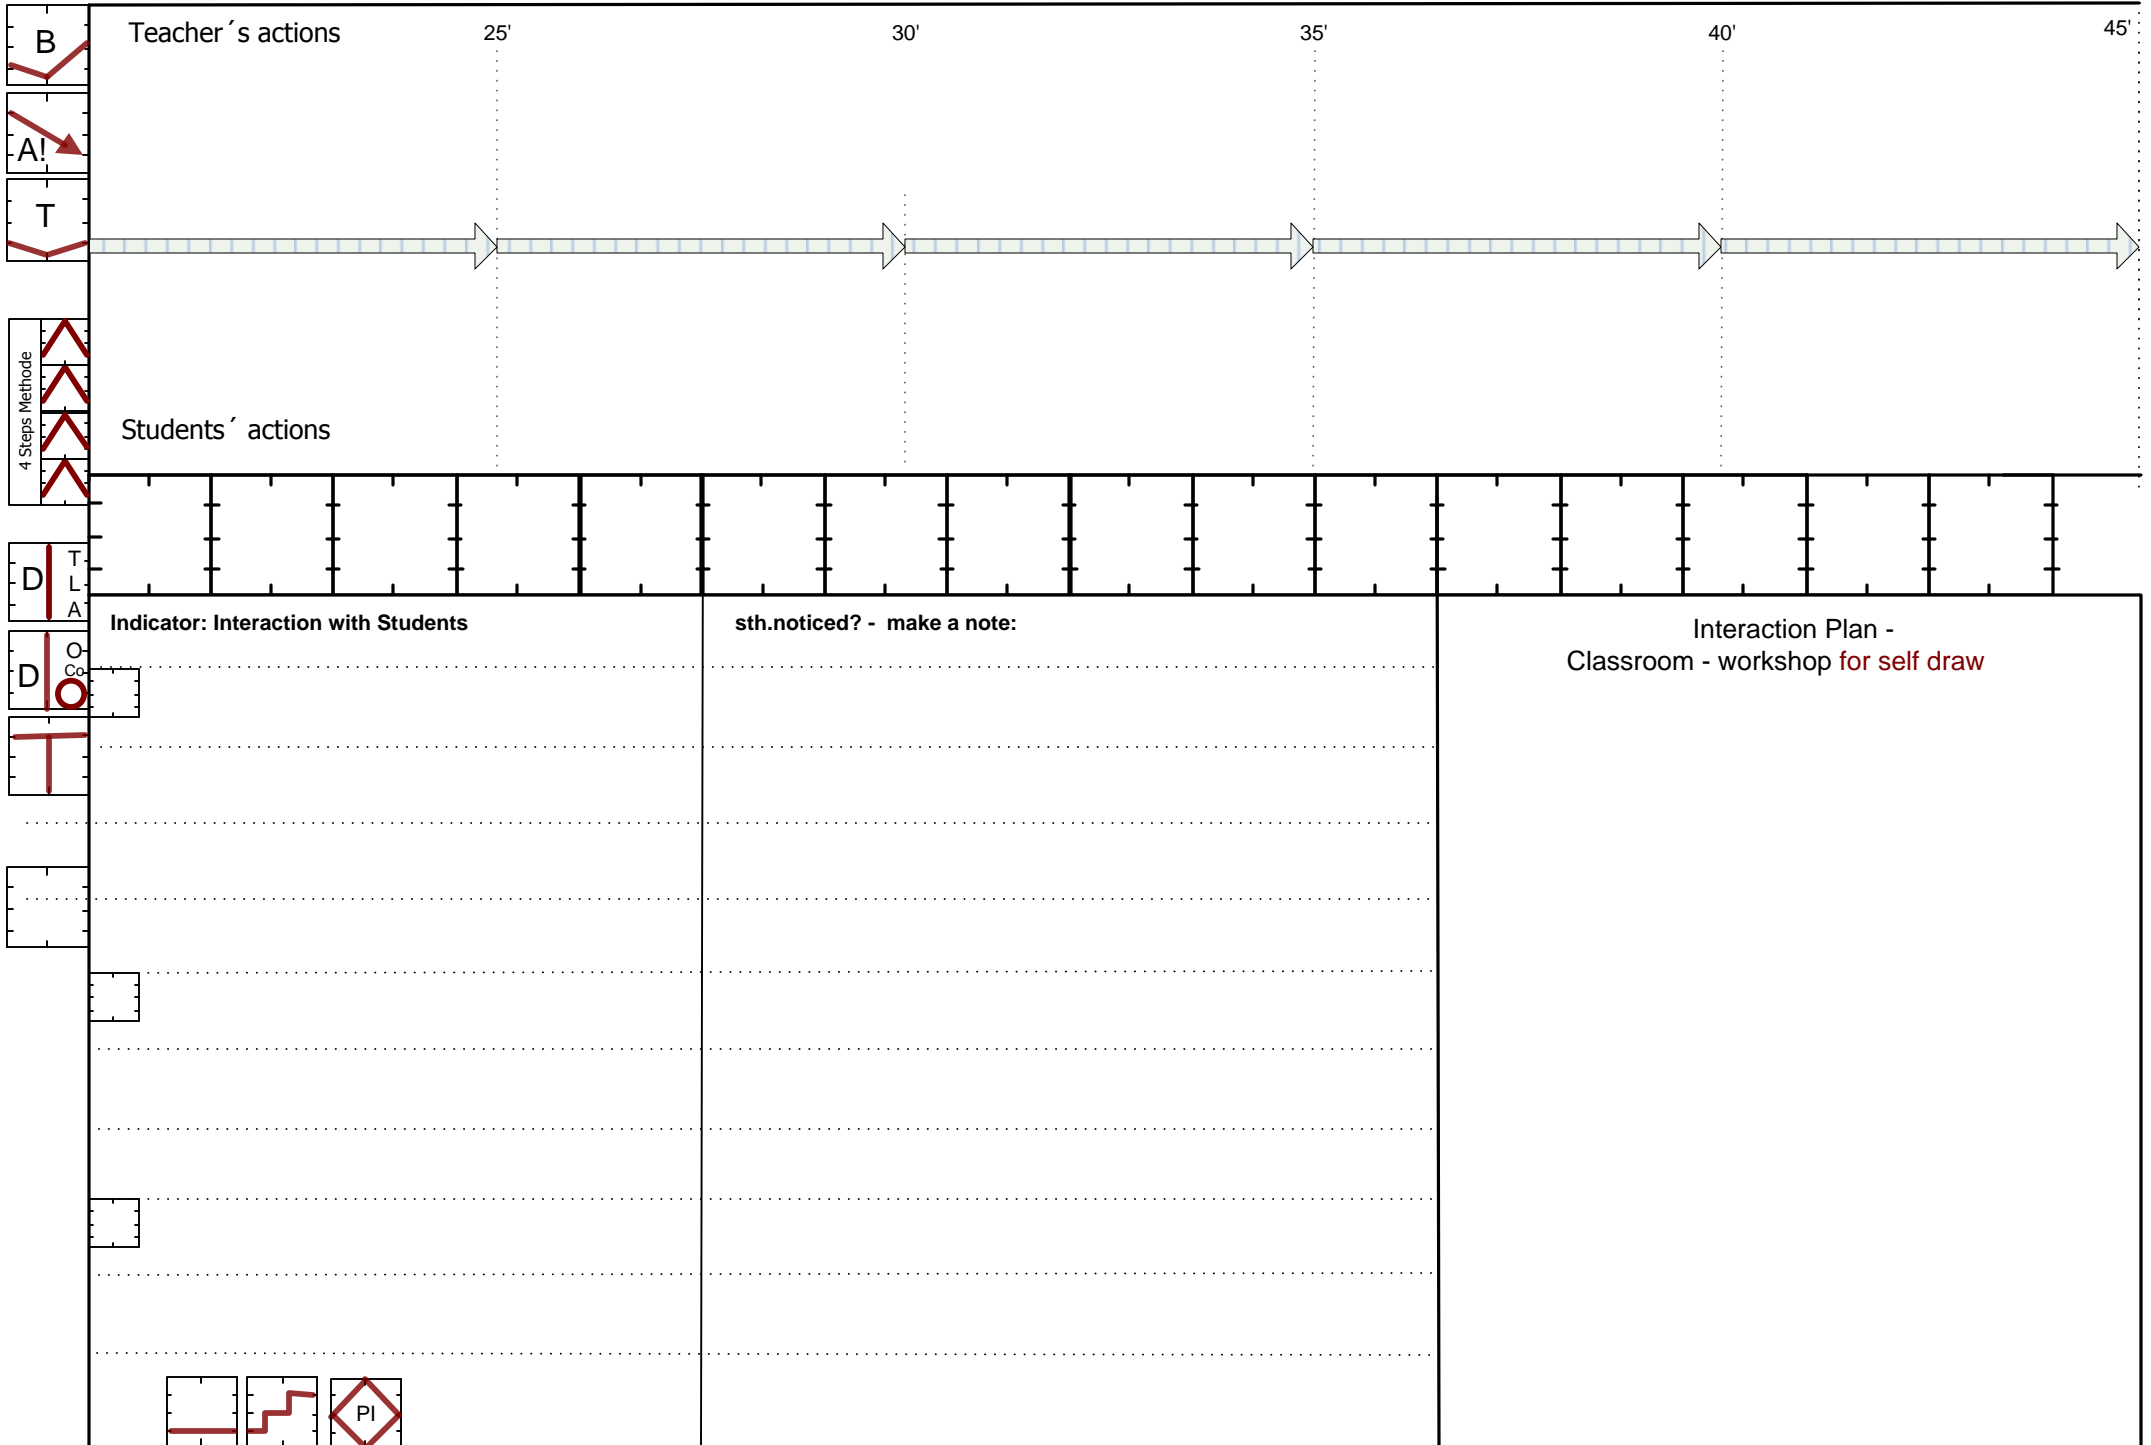 B
Teacher´s actions
25'
30'
35'
40'
45'
A!
T
4 Steps Methode
Students´ actions
D
T
L
A
Indicator: Interaction with Students
sth.noticed? - make a note:
Interaction Plan -
Classroom - workshop for self draw
D
O
Co
PI